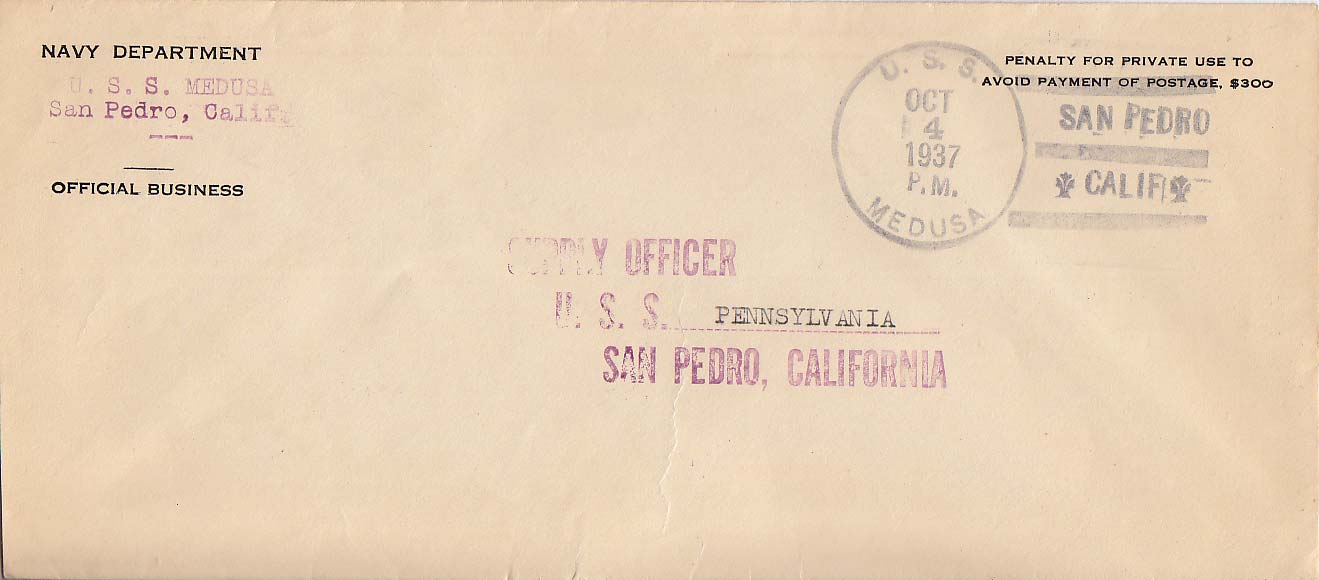 NAVY DEPARTMENT
U. S. S. MEDUSA
San Pedro, Calif.
OFFICIAL BUSINESS
PENALTY FOR PRIVATE USE TO
AVOID PAYMENT OF POSTAGE, $300
U. S. S.
OCT
4
1937
P.M.
MEDUSA
SAN PEDRO
CALIF
SUPPLY OFFICER
U. S. S. PENNSYLVANIA
SAN PEDRO, CALIFORNIA